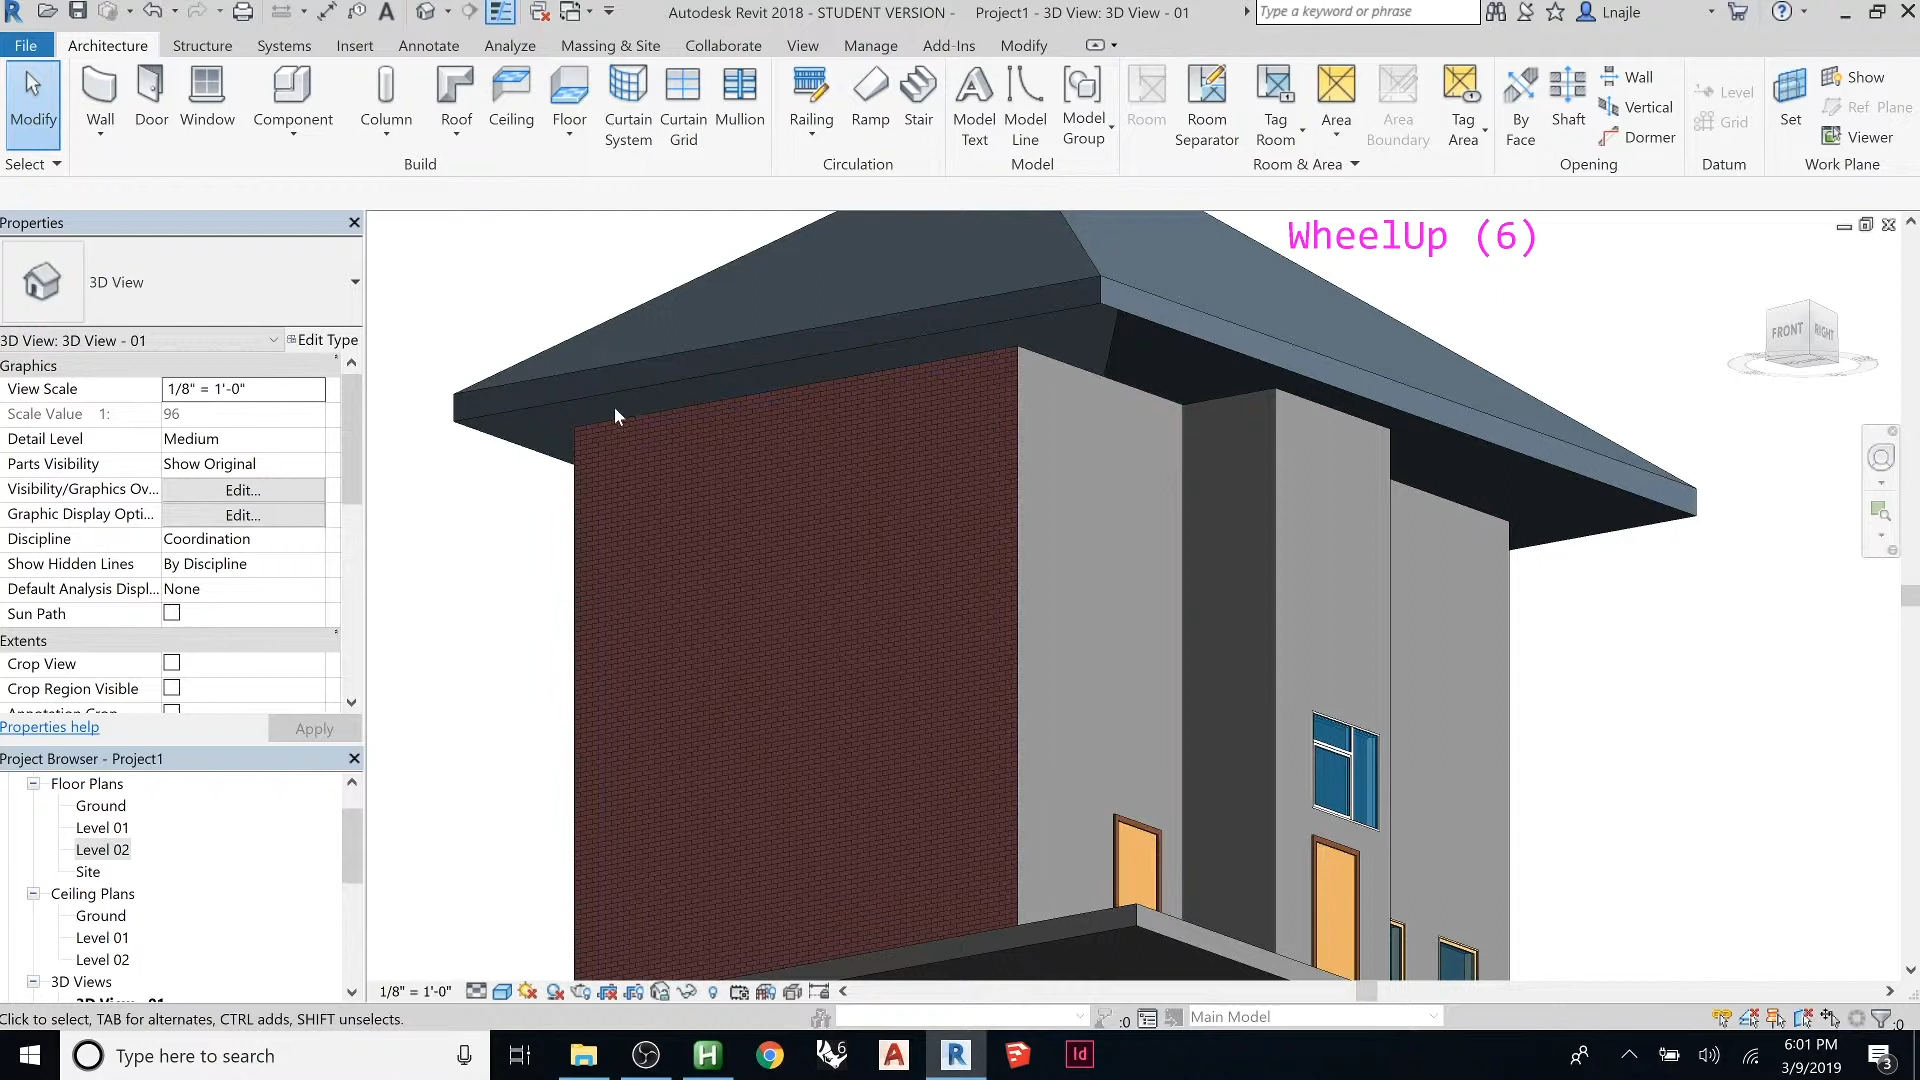 Autodesk Revit 2018 - STUDENT VERSION - Project1 - 3D View: 3D View - 01
Type a keyword or phrase
Lnajle
File Architecture Structure Systems Insert Annotate Analyze Massing & Site Collaborate View Manage Add-Ins Modify
Modify
Wall
Door
Window
Component
Column
Roof
Ceiling
Floor
Curtain
System
Curtain
Grid
Mullion
Railing
Ramp
Stair
Model
Text
Model
Line
Model
Group
Room
Room
Separator
Tag
Room
Area
Area
Boundary
Tag
Area
By
Face
Shaft
Wall
Vertical
Dormer
Level
Grid
Set
Show
Ref Plane
Viewer
Select
Build
Circulation
Model
Room & Area
Opening
Datum
Work Plane
Properties
3D View
3D View: 3D View - 01
Edit Type
Graphics
View Scale 1/8" = 1'-0"
Scale Value 1: 96
Detail Level Medium
Parts Visibility Show Original
Visibility/Graphics Ov... Edit...
Graphic Display Opti... Edit...
Discipline Coordination
Show Hidden Lines By Discipline
Default Analysis Displ... None
Sun Path
Extents
Crop View
Crop Region Visible
Properties help
Apply
Project Browser - Project1
Floor Plans
Ground
Level 01
Level 02
Site
Ceiling Plans
Ground
Level 01
Level 02
3D Views
WheelUp (6)
FRONT
RIGHT
1/8" = 1'-0"
Click to select, TAB for alternates, CTRL adds, SHIFT unselects.
:0
Main Model
:0
Type here to search
H
6
A
R
Id
6:01 PM
3/9/2019
3